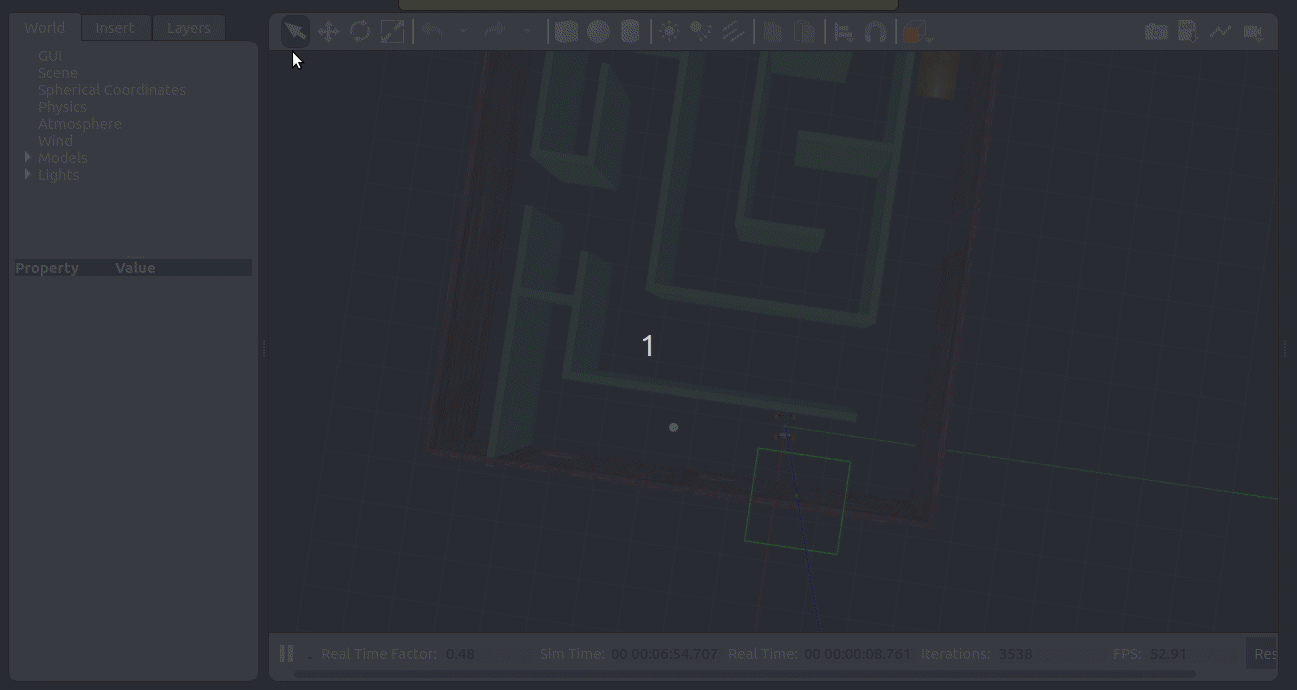 World Insert Layers
GUI
Scene
Spherical Coordinates
Physics
Atmosphere
Wind
Models
Lights
Property Value
1
Real Time Factor: 0.48 Sim Time: 00 00:06:54.707 Real Time: 00 00:00:08.761 Iterations: 3538 FPS: 52.91 Res